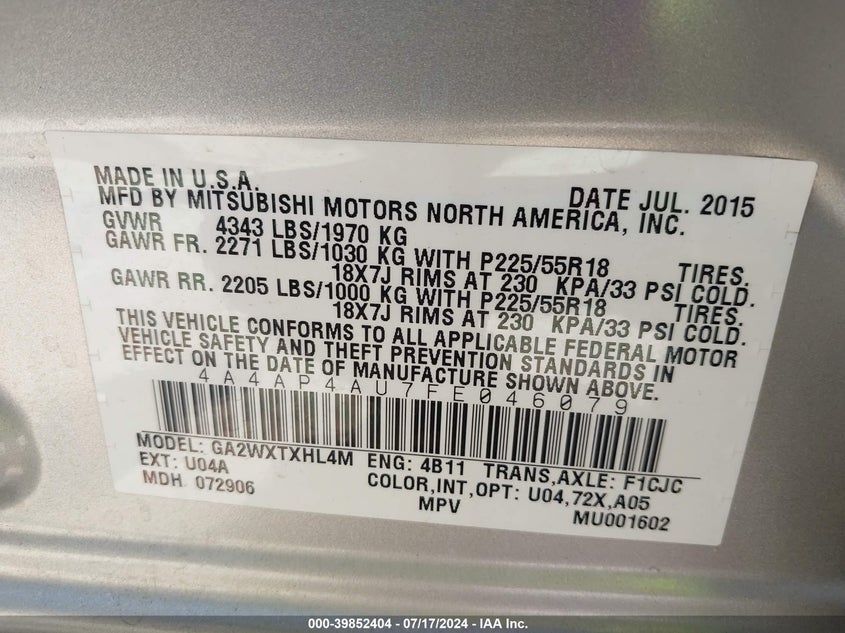 MADE IN U.S.A. DATE JUL. 2015
MFD BY MITSUBISHI MOTORS NORTH AMERICA, INC.
GVWR 4343 LBS/1970 KG
GAWR FR. 2271 LBS/1030 KG WITH P225/55R18 TIRES.
18X7J RIMS AT 230 KPA/33 PSI COLD.
GAWR RR. 2205 LBS/1000 KG WITH P225/55R18 TIRES.
18X7J RIMS AT 230 KPA/33 PSI COLD.
THIS VEHICLE CONFORMS TO ALL APPLICABLE FEDERAL MOTOR
VEHICLE SAFETY AND THEFT PREVENTION STANDARDS IN
EFFECT ON THE DATE OF MANUFACTURE SHOWN ABOVE.
4A4AP4AU7FE046079
MODEL: GA2WXTXHL4M ENG: 4B11 TRANS,AXLE: F1CJC
EXT: U04A COLOR,INT,OPT: U04,72X,A05
MDH 072906 MPV MU001602
000-39852404 - 07/17/2024 - IAA Inc.